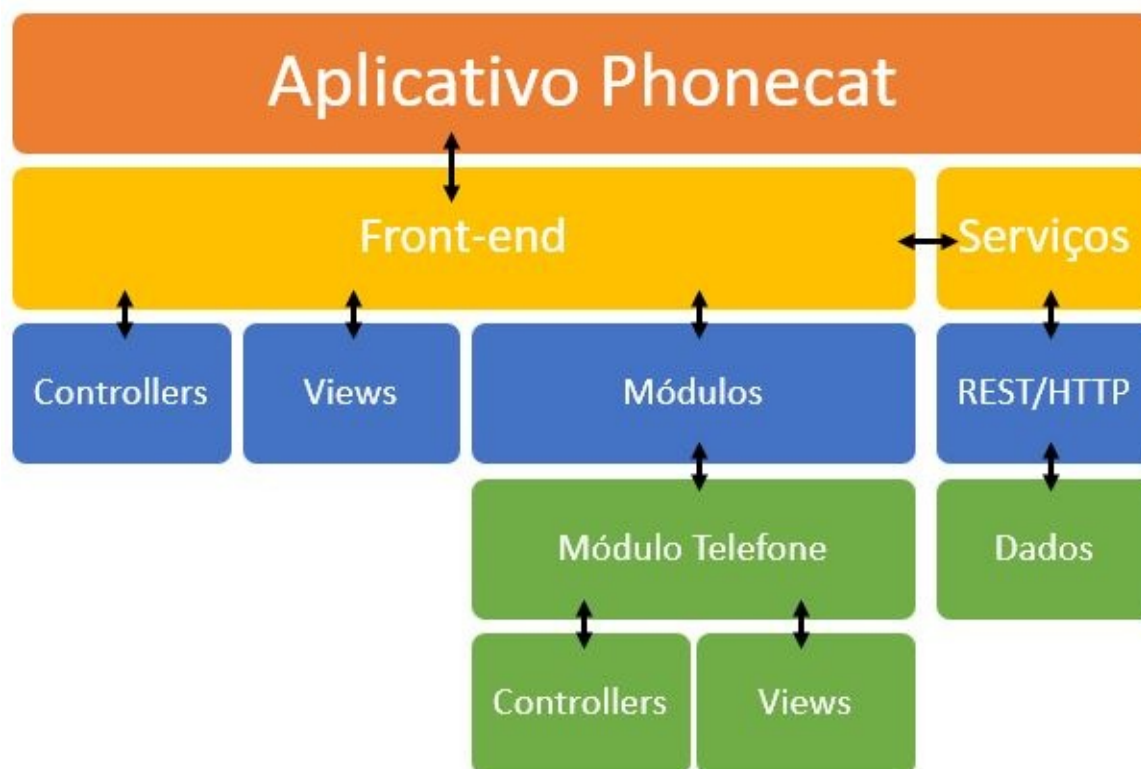 Aplicativo Phonecat
Front-end
Serviços
Controllers
Views
Módulos
REST/HTTP
Módulo Telefone
Dados
Controllers
Views